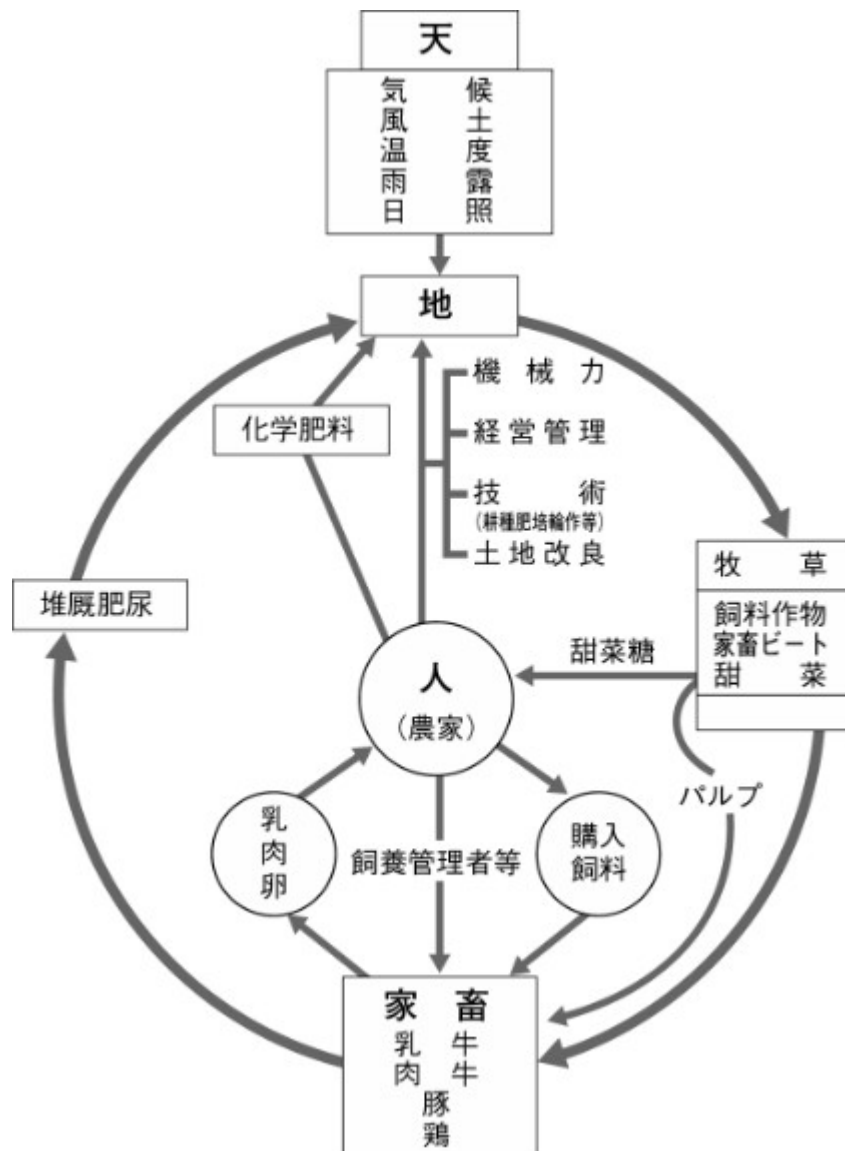 天
気候
風土
温度
雨露
日照
地
機械力
化学肥料
経営管理
技術
(耕種肥培輪作等)
土地改良
牧草
堆厩肥尿
飼料作物
家畜ビート
甜菜
甜菜糖
人
(農家)
パルプ
乳
肉
卵
飼養管理者等
購入
飼料
家畜
乳牛
肉牛
豚
鶏